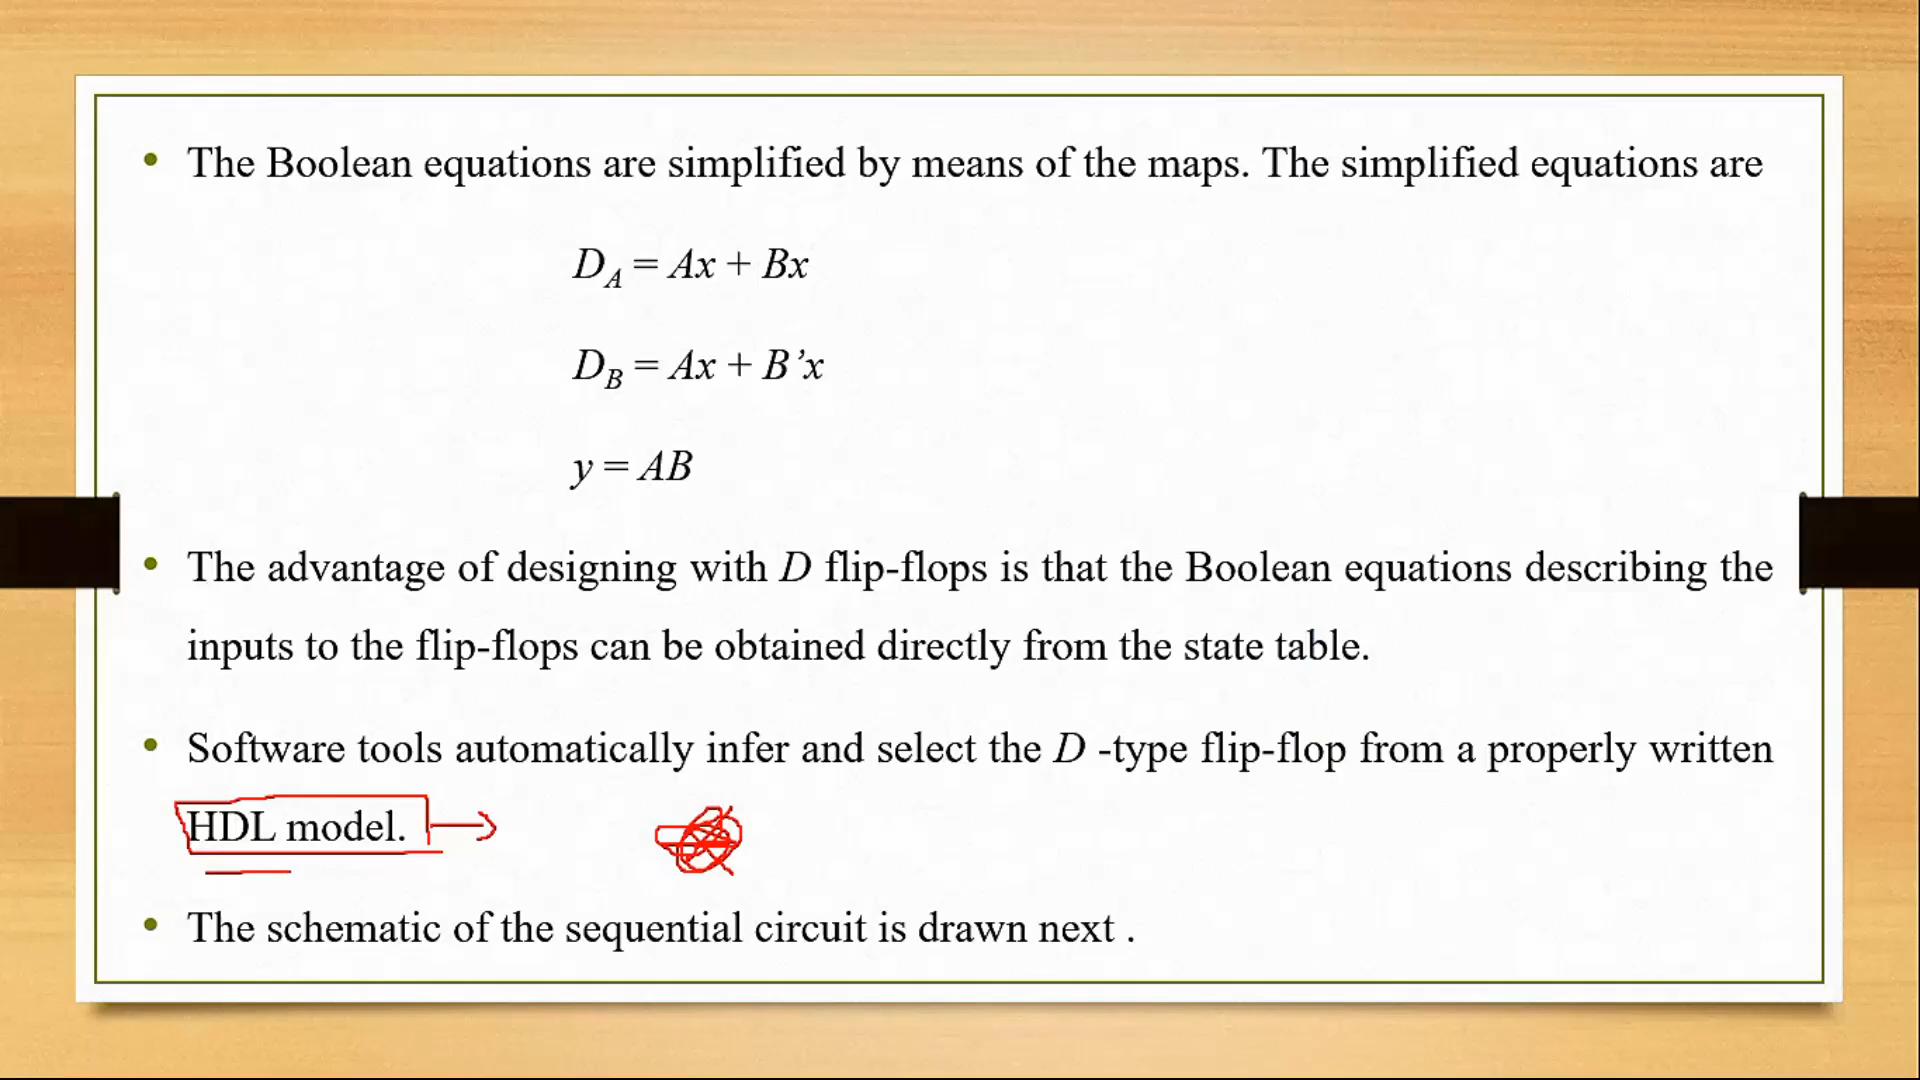 • The Boolean equations are simplified by means of the maps. The simplified equations are
D_A = Ax + Bx
D_B = Ax + B’x
y = AB
• The advantage of designing with D flip-flops is that the Boolean equations describing the
inputs to the flip-flops can be obtained directly from the state table.
• Software tools automatically infer and select the D -type flip-flop from a properly written
HDL model.
• The schematic of the sequential circuit is drawn next .